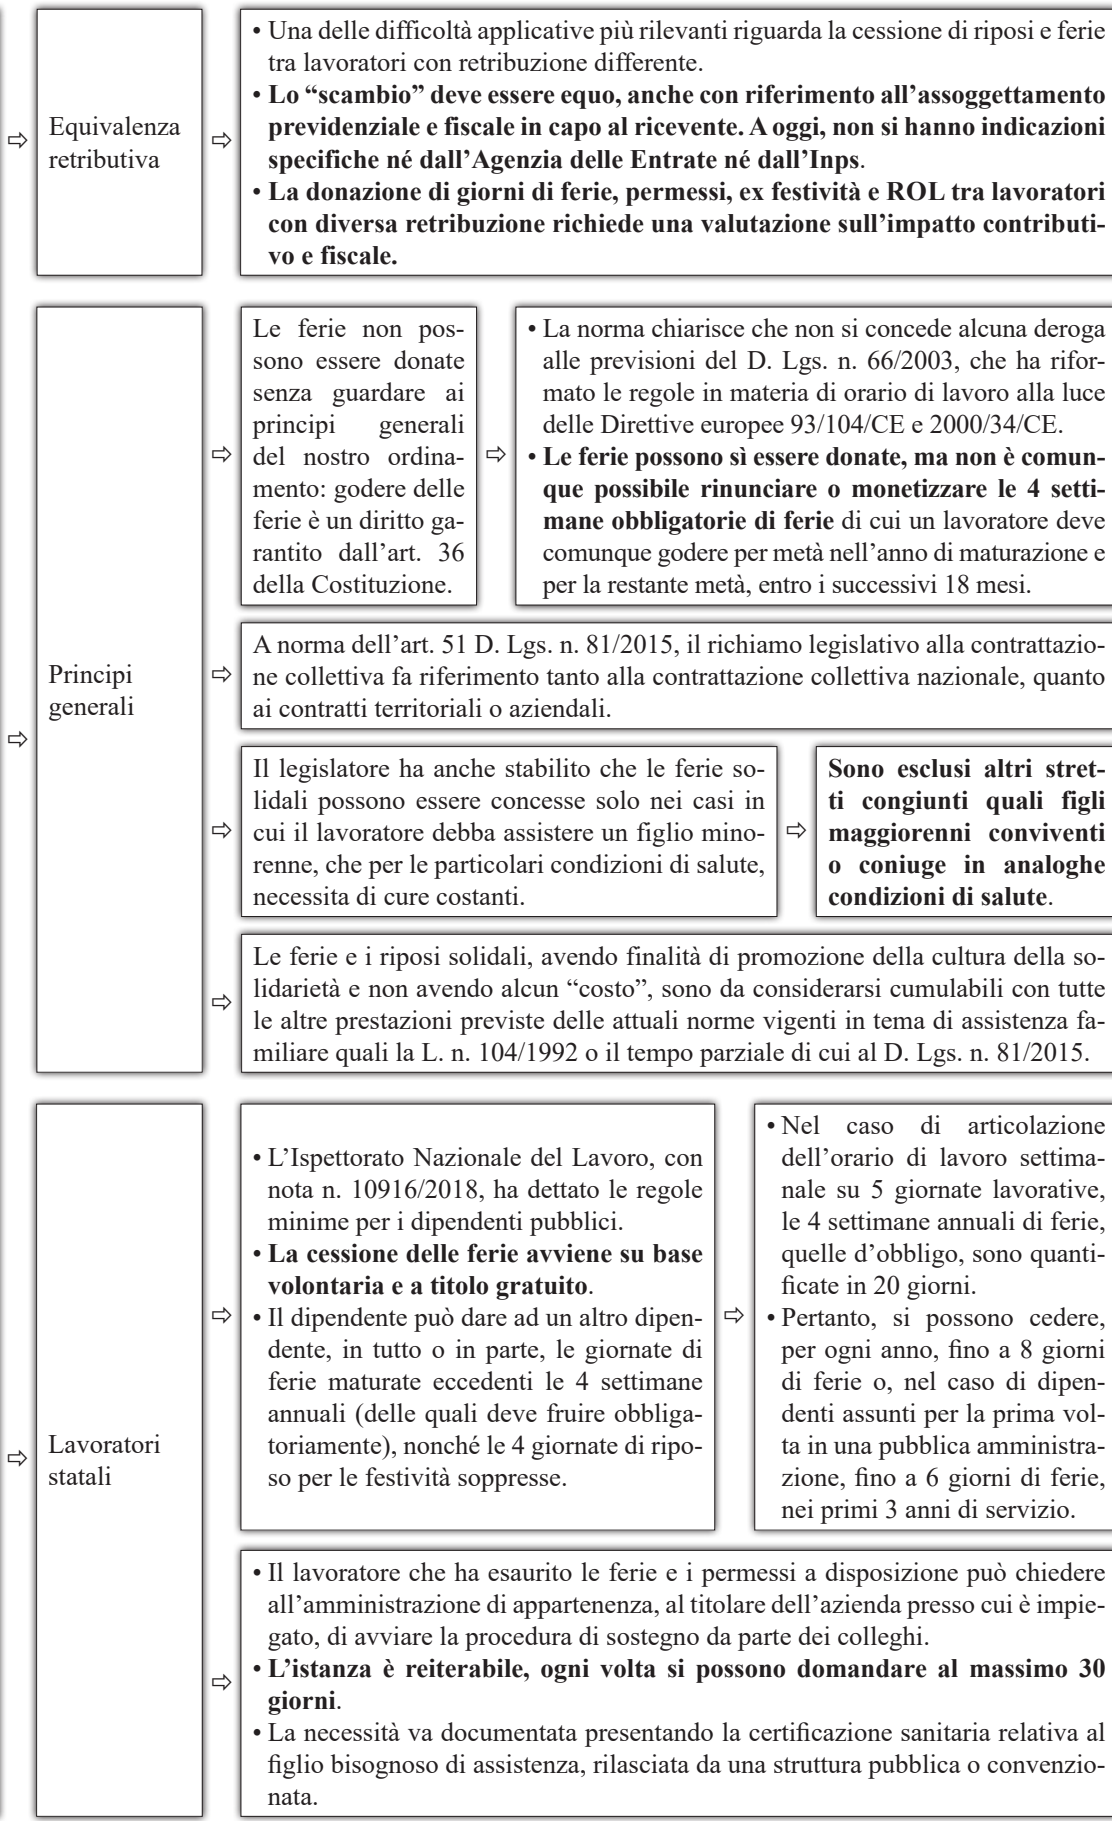 Equivalenza
retributiva
• Una delle difficoltà applicative più rilevanti riguarda la cessione di riposi e ferie
tra lavoratori con retribuzione differente.
• Lo “scambio” deve essere equo, anche con riferimento all’assoggettamento
previdenziale e fiscale in capo al ricevente. A oggi, non si hanno indicazioni
specifiche né dall’Agenzia delle Entrate né dall’Inps.
• La donazione di giorni di ferie, permessi, ex festività e ROL tra lavoratori
con diversa retribuzione richiede una valutazione sull’impatto contributi-
vo e fiscale.
Principi
generali
Le ferie non pos-
sono essere donate
senza guardare ai
principi generali
del nostro ordina-
mento: godere delle
ferie è un diritto ga-
rantito dall’art. 36
della Costituzione.
• La norma chiarisce che non si concede alcuna deroga
alle previsioni del D. Lgs. n. 66/2003, che ha rifor-
mato le regole in materia di orario di lavoro alla luce
delle Direttive europee 93/104/CE e 2000/34/CE.
• Le ferie possono sì essere donate, ma non è comun-
que possibile rinunciare o monetizzare le 4 setti-
mane obbligatorie di ferie di cui un lavoratore deve
comunque godere per metà nell’anno di maturazione e
per la restante metà, entro i successivi 18 mesi.
A norma dell’art. 51 D. Lgs. n. 81/2015, il richiamo legislativo alla contrattazio-
ne collettiva fa riferimento tanto alla contrattazione collettiva nazionale, quanto
ai contratti territoriali o aziendali.
Il legislatore ha anche stabilito che le ferie so-
lidali possono essere concesse solo nei casi in
cui il lavoratore debba assistere un figlio mino-
renne, che per le particolari condizioni di salute,
necessita di cure costanti.
Sono esclusi altri stret-
ti congiunti quali figli
maggiorenni conviventi
o coniuge in analoghe
condizioni di salute.
Le ferie e i riposi solidali, avendo finalità di promozione della cultura della so-
lidarietà e non avendo alcun “costo”, sono da considerarsi cumulabili con tutte
le altre prestazioni previste delle attuali norme vigenti in tema di assistenza fa-
miliare quali la L. n. 104/1992 o il tempo parziale di cui al D. Lgs. n. 81/2015.
Lavoratori
statali
• L’Ispettorato Nazionale del Lavoro, con
nota n. 10916/2018, ha dettato le regole
minime per i dipendenti pubblici.
• La cessione delle ferie avviene su base
volontaria e a titolo gratuito.
• Il dipendente può dare ad un altro dipen-
dente, in tutto o in parte, le giornate di
ferie maturate eccedenti le 4 settimane
annuali (delle quali deve fruire obbliga-
toriamente), nonché le 4 giornate di ripo-
so per le festività soppresse.
• Nel caso di articolazione
dell’orario di lavoro settima-
nale su 5 giornate lavorative,
le 4 settimane annuali di ferie,
quelle d’obbligo, sono quanti-
ficate in 20 giorni.
• Pertanto, si possono cedere,
per ogni anno, fino a 8 giorni
di ferie o, nel caso di dipen-
denti assunti per la prima vol-
ta in una pubblica amministra-
zione, fino a 6 giorni di ferie,
nei primi 3 anni di servizio.
• Il lavoratore che ha esaurito le ferie e i permessi a disposizione può chiedere
all’amministrazione di appartenenza, al titolare dell’azienda presso cui è impie-
gato, di avviare la procedura di sostegno da parte dei colleghi.
• L’istanza è reiterabile, ogni volta si possono domandare al massimo 30
giorni.
• La necessità va documentata presentando la certificazione sanitaria relativa al
figlio bisognoso di assistenza, rilasciata da una struttura pubblica o convenzio-
nata.